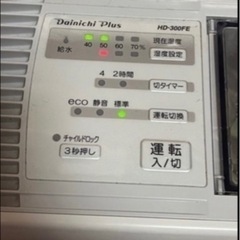 Dainichi Plus HD-300FE
40 50 60 70% 現在湿度
給水 湿度設定
4 2時間
切タイマー
eco 静音 標準
運転切換
チャイルドロック
3秒押し
運転
入/切